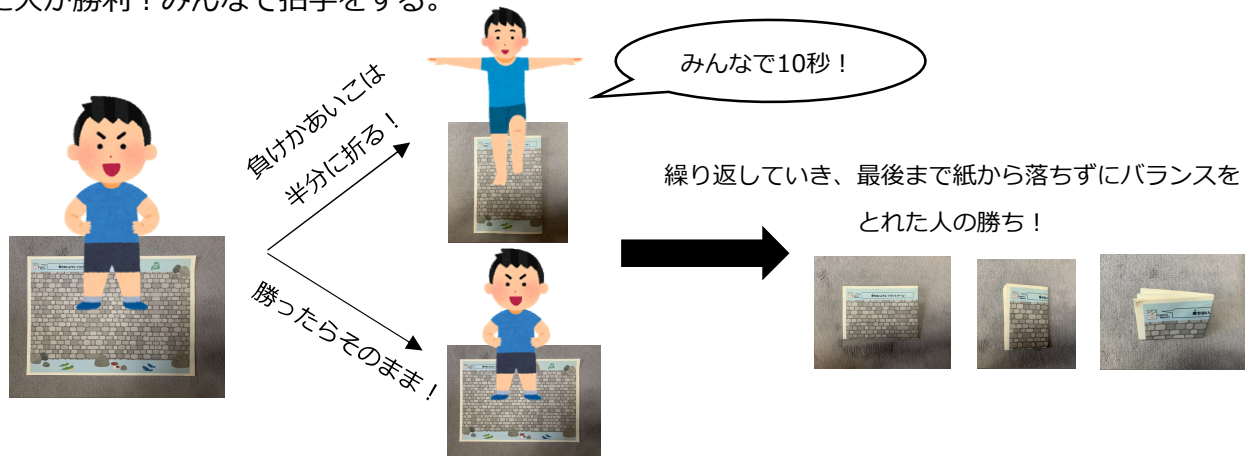 た人が勝利！みんなで拍手をする。
みんなで10秒！
負けかあいこは
半分に折る！
勝ったらそのまま！
繰り返していき、最後まで紙から落ちずにバランスを
とれた人の勝ち！